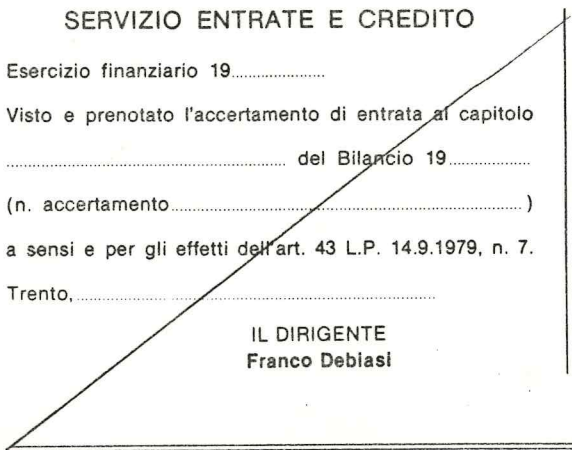 SERVIZIO ENTRATE E CREDITO
Esercizio finanziario 19......................
Visto e prenotato l'accertamento di entrata al capitolo
.................................................................. del Bilancio 19...................
(n. accertamento...................................................................................)
a sensi e per gli effetti dell'art. 43 L.P. 14.9.1979, n. 7.
Trento,.....................................................................................
IL DIRIGENTE
Franco Debiasi